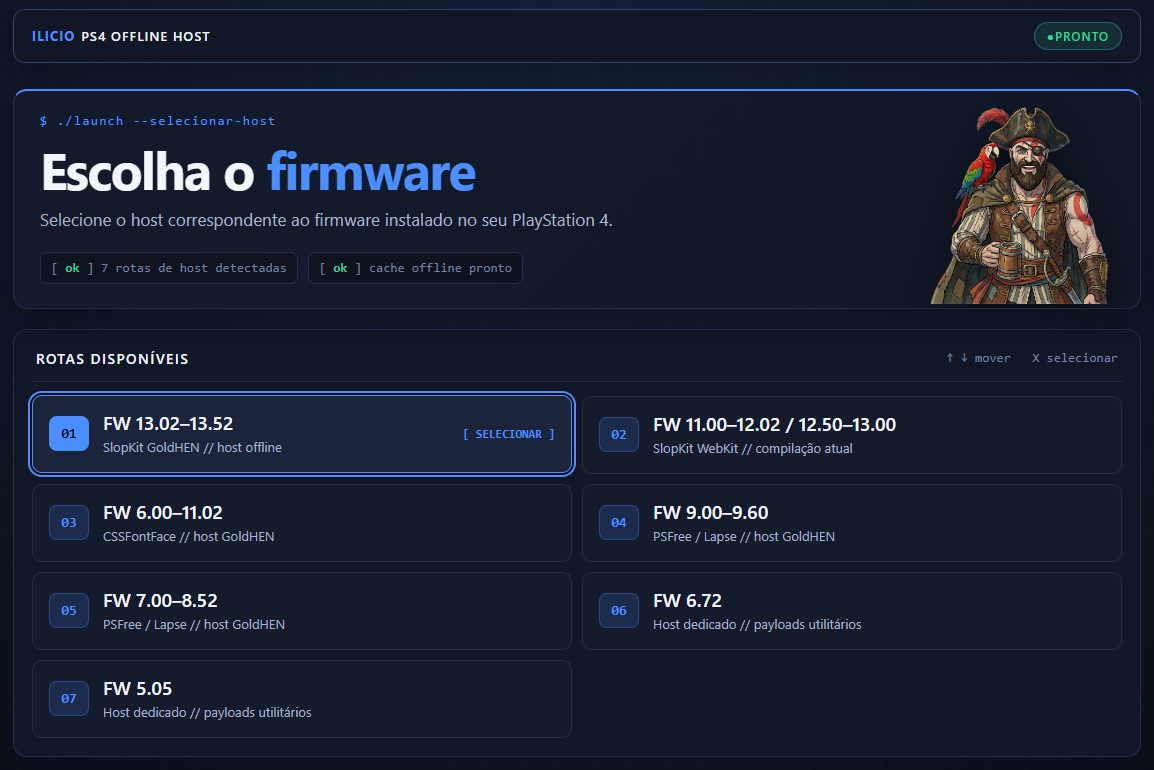 ILICIO PS4 OFFLINE HOST
●PRONTO
$ ./launch --selecionar-host
Escolha o firmware
Selecione o host correspondente ao firmware instalado no seu PlayStation 4.
[ ok ] 7 rotas de host detectadas
[ ok ] cache offline pronto
ROTAS DISPONÍVEIS
↑ ↓ mover X selecionar
01
FW 13.02–13.52
SlopKit GoldHEN // host offline
[ SELECIONAR ]
02
FW 11.00–12.02 / 12.50–13.00
SlopKit WebKit // compilação atual
03
FW 6.00–11.02
CSSFontFace // host GoldHEN
04
FW 9.00–9.60
PSFree / Lapse // host GoldHEN
05
FW 7.00–8.52
PSFree / Lapse // host GoldHEN
06
FW 6.72
Host dedicado // payloads utilitários
07
FW 5.05
Host dedicado // payloads utilitários